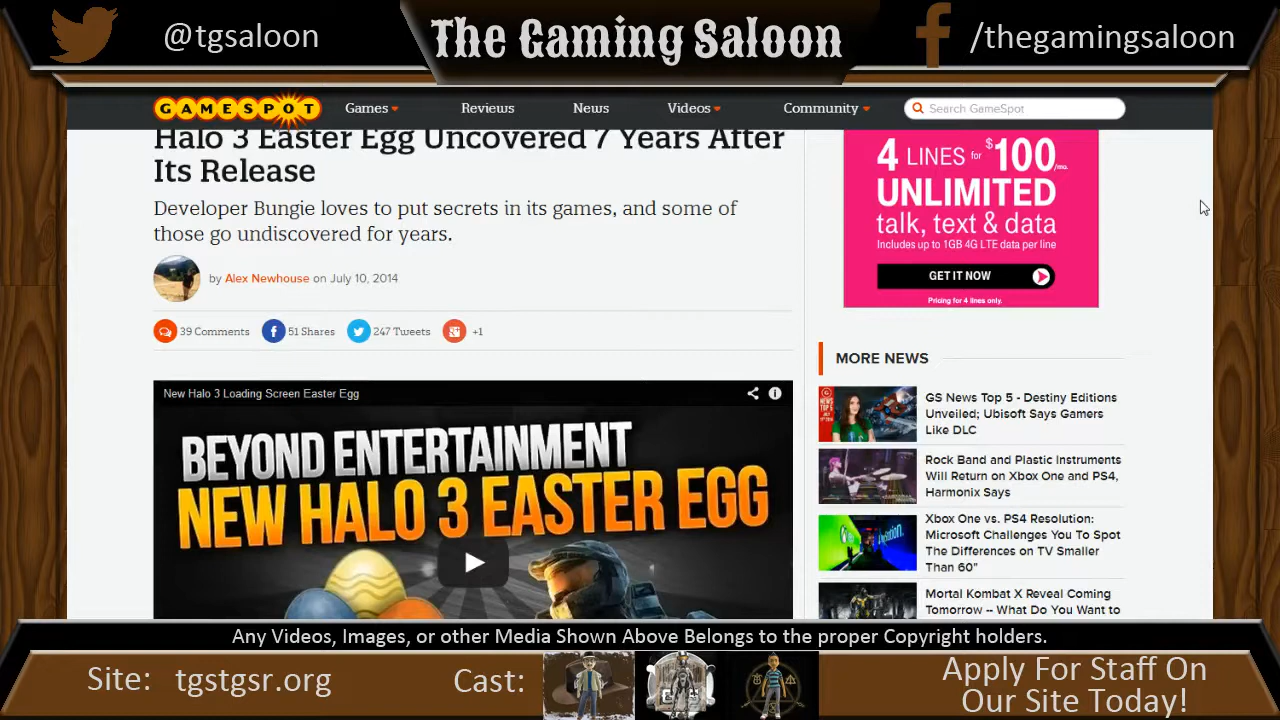 @tgsaloon
The Gaming Saloon
/thegamingsaloon
GAMESPOT
Games
Reviews
News
Videos
Community
Search GameSpot
Halo 3 Easter Egg Uncovered 7 Years After
Its Release
Developer Bungie loves to put secrets in its games, and some of
those go undiscovered for years.
by Alex Newhouse on July 10, 2014
39 Comments
51 Shares
247 Tweets
+1
New Halo 3 Loading Screen Easter Egg
BEYOND ENTERTAINMENT
NEW HALO 3 EASTER EGG
4 LINES for $100/mo.
UNLIMITED
talk, text & data
Includes up to 1GB 4G LTE data per line
GET IT NOW
Pricing for 4 lines only.
MORE NEWS
GS News Top 5 - Destiny Editions
Unveiled; Ubisoft Says Gamers
Like DLC
Rock Band and Plastic Instruments
Will Return on Xbox One and PS4,
Harmonix Says
Xbox One vs. PS4 Resolution:
Microsoft Challenges You To Spot
The Differences on TV Smaller
Than 60"
Mortal Kombat X Reveal Coming
Tomorrow -- What Do You Want to
Any Videos, Images, or other Media Shown Above Belongs to the proper Copyright holders.
Site: tgstgsr.org
Cast:
Apply For Staff On
Our Site Today!